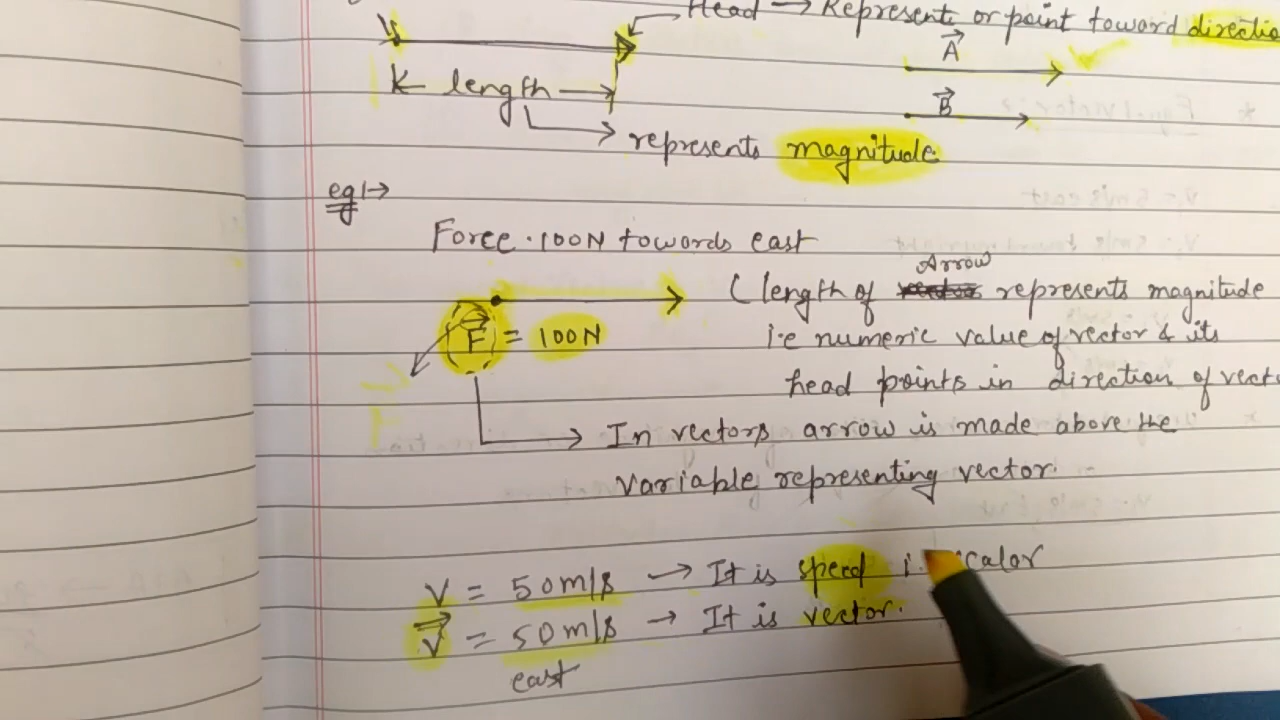 Head → Represents or point toward directio
A
K length →
B
→ represents magnitude
eg1→
Force . 100N towards east
Arrow
( length of represents magnitude
F = 100N
i.e numeric value of vector & its
head points in direction of vect
→ In vectors arrow is made above the
variable representing vector.
V = 50m/s → It is speed i. scalar
V = 50m/s → It is vector.
east